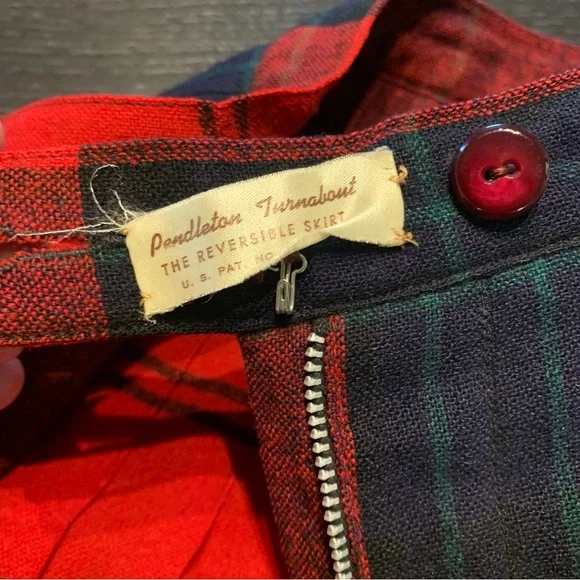 Pendleton Turnabout
THE REVERSIBLE SKIRT
U. S. PAT. NO